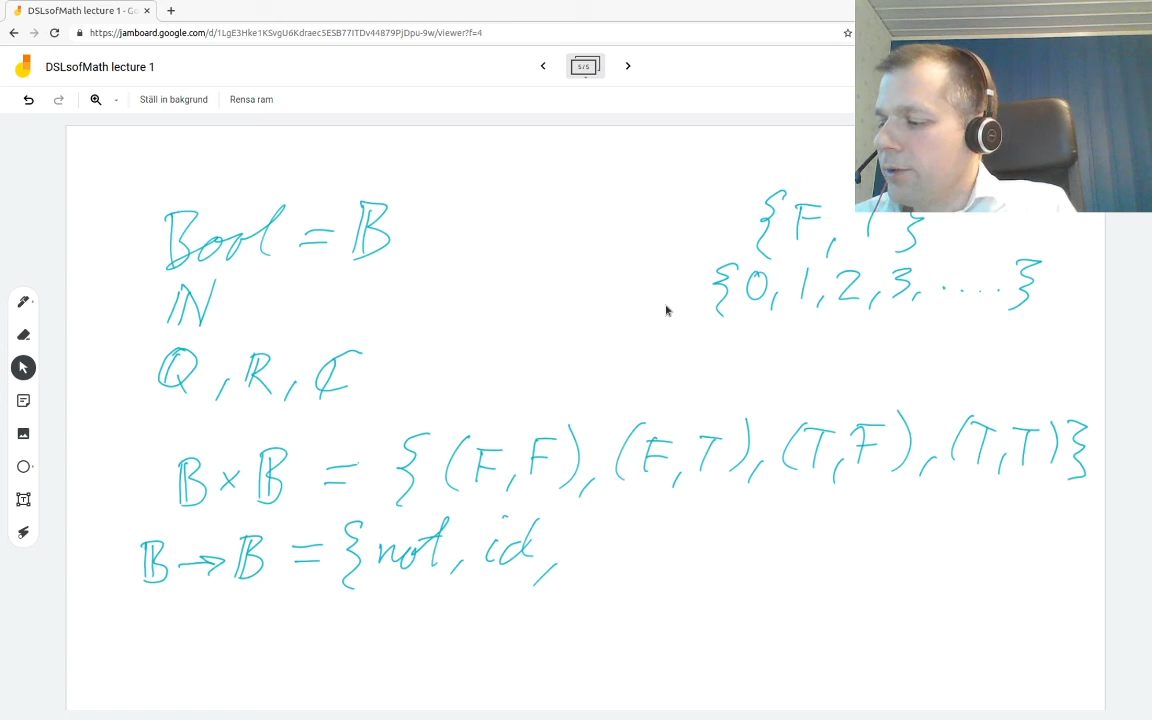 DSLsofMath lecture 1 - Go
https://jamboard.google.com/d/1LgE3Hke1KSvgU6Kdraec5ESB77ITDv44879PjDpu-9w/viewer?f=4
DSLsofMath lecture 1
5/5
Ställ in bakgrund Rensa ram
Bool = 𝔹 {F, T}
ℕ {0, 1, 2, 3, ....}
ℚ, ℝ, ℂ
𝔹 × 𝔹 = {(F, F), (F, T), (T, F), (T, T)}
𝔹 → 𝔹 = {not, id,